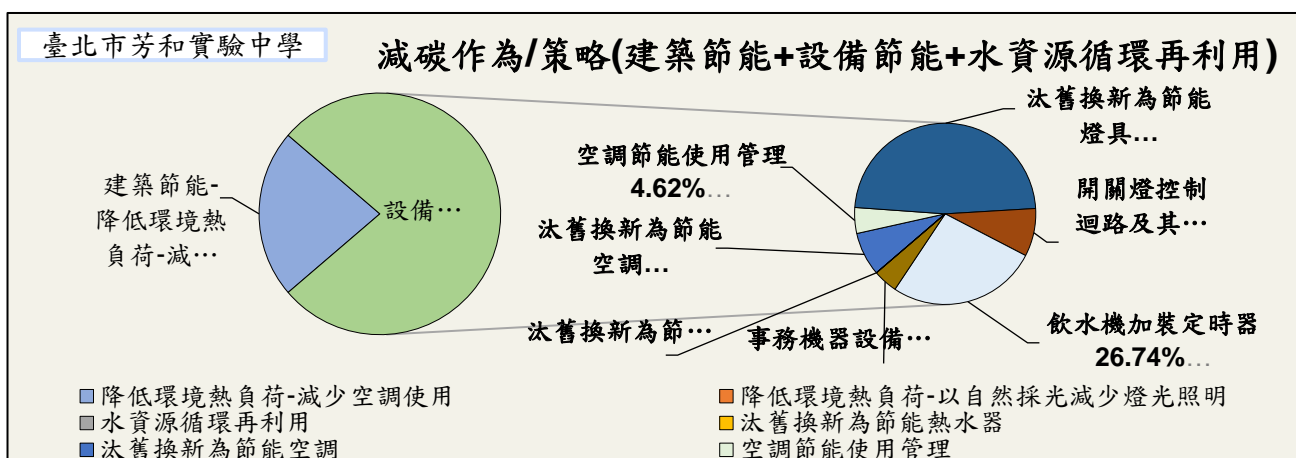 臺北市芳和實驗中學
減碳作為/策略(建築節能+設備節能+水資源循環再利用)
建築節能-
降低環境熱
負荷-減…
設備…
汰舊換新為節能
燈具...
空調節能使用管理
4.62%...
開關燈控制
迴路及其…
汰舊換新為節能
空調...
汰舊換新為節…
事務機器設備…
飲水機加裝定時器
26.74%...
降低環境熱負荷-減少空調使用
降低環境熱負荷-以自然採光減少燈光照明
水資源循環再利用
汰舊換新為節能熱水器
汰舊換新為節能空調
空調節能使用管理